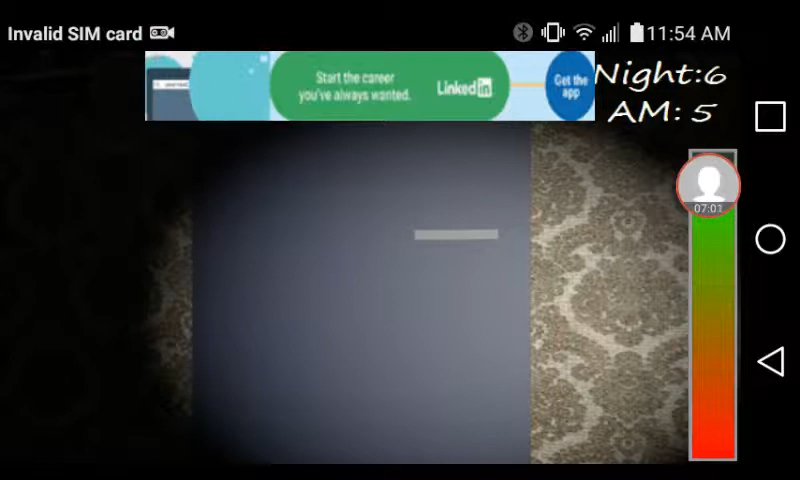 Invalid SIM card
11:54 AM
Start the career
you've always wanted.
LinkedIn
Get the
app
Night:6
AM: 5
07:01